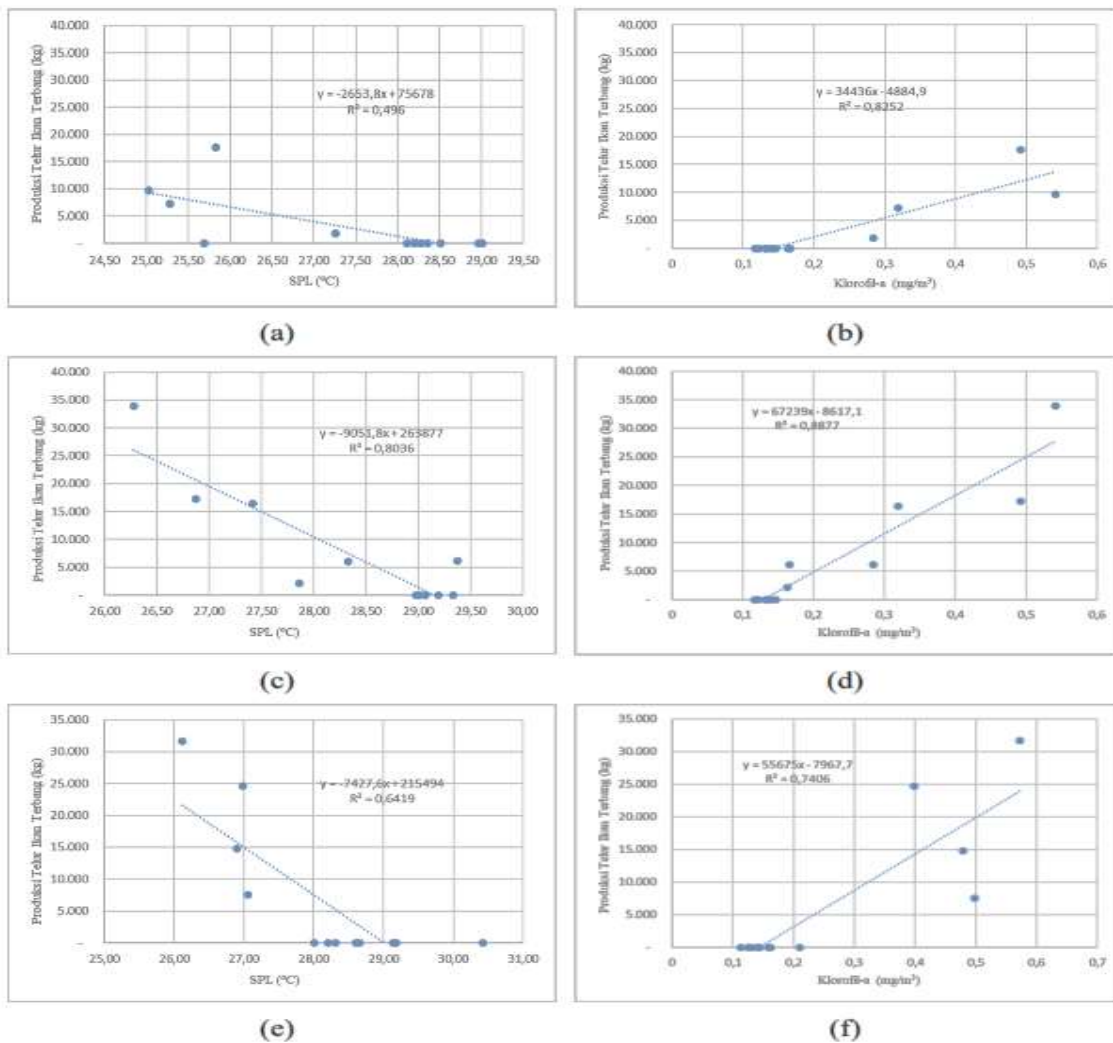 40.000
35.000
30.000
25.000
20.000
15.000
10.000
5.000
-
Produksi Telur Ikan Terbang (kg)
y = -2653,8x + 75678
R² = 0,496
24,50 25,00 25,50 26,00 26,50 27,00 27,50 28,00 28,50 29,00 29,50
SPL (°C)
(a)
40.000
35.000
30.000
25.000
20.000
15.000
10.000
5.000
-
Produksi Telur Ikan Terbang (kg)
y = 34436x - 4884,9
R² = 0,8252
0 0,1 0,2 0,3 0,4 0,5 0,6
Klorofil-a (mg/m³)
(b)
40.000
35.000
30.000
25.000
20.000
15.000
10.000
5.000
-
Produksi Telur Ikan Terbang (kg)
y = -9051,8x + 263877
R² = 0,8036
26,00 26,50 27,00 27,50 28,00 28,50 29,00 29,50 30,00
SPL (°C)
(c)
40.000
35.000
30.000
25.000
20.000
15.000
10.000
5.000
-
Produksi Telur Ikan Terbang (kg)
y = 67239x - 8617,1
R² = 0,8877
0 0,1 0,2 0,3 0,4 0,5 0,6
Klorofil-a (mg/m³)
(d)
35.000
30.000
25.000
20.000
15.000
10.000
5.000
-
Produksi Telur Ikan Terbang (kg)
y = -7427,6x + 215494
R² = 0,6419
25,00 26,00 27,00 28,00 29,00 30,00 31,00
SPL (°C)
(e)
35.000
30.000
25.000
20.000
15.000
10.000
5.000
-
Produksi Telur Ikan Terbang (kg)
y = 55675x - 7967,7
R² = 0,7406
0 0,1 0,2 0,3 0,4 0,5 0,6 0,7
Klorofil-a (mg/m³)
(f)